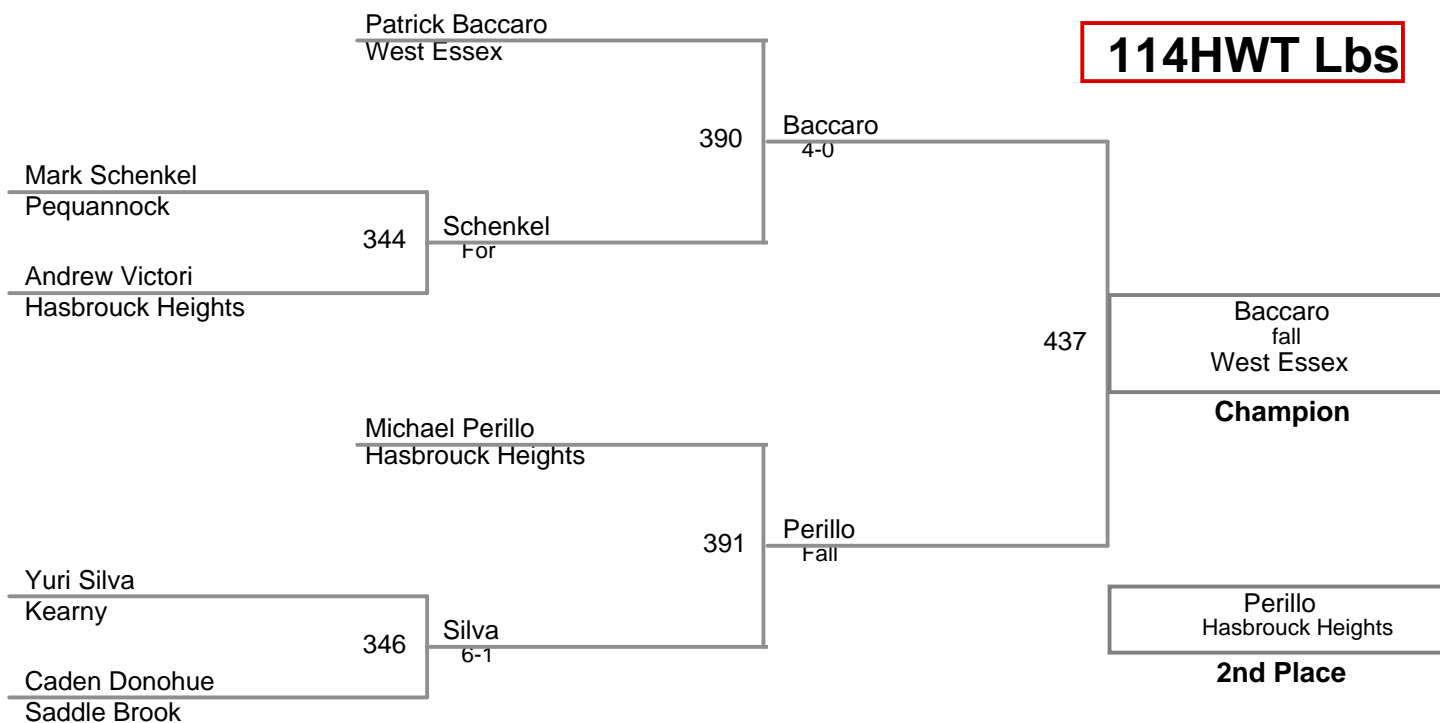 Patrick Baccaro
West Essex
114HWT Lbs
390
Baccaro
4-0
Mark Schenkel
Pequannock
344
Schenkel
For
Andrew Victori
Hasbrouck Heights
437
Baccaro
fall
West Essex
Champion
Michael Perillo
Hasbrouck Heights
391
Perillo
Fall
Yuri Silva
Kearny
346
Silva
6-1
Caden Donohue
Saddle Brook
Perillo
Hasbrouck Heights
2nd Place